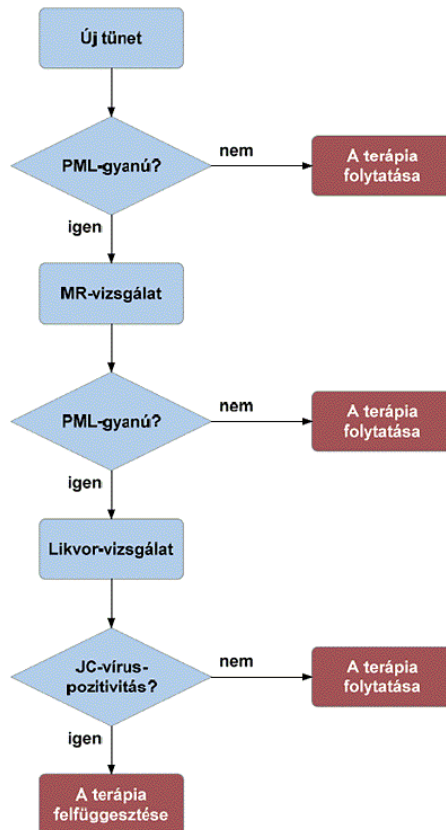 Új tünet
PML-gyanú?
nem
A terápia
folytatása
igen
MR-vizsgálat
PML-gyanú?
nem
A terápia
folytatása
igen
Likvor-vizsgálat
JC-vírus-
pozitivitás?
nem
A terápia
folytatása
igen
A terápia
felfüggesztése